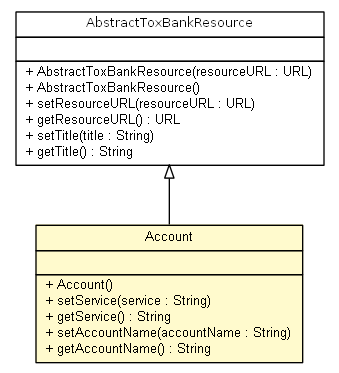 AbstractToxBankResource
+ AbstractToxBankResource(resourceURL : URL)
+ AbstractToxBankResource()
+ setResourceURL(resourceURL : URL)
+ getResourceURL() : URL
+ setTitle(title : String)
+ getTitle() : String
Account
+ Account()
+ setService(service : String)
+ getService() : String
+ setAccountName(accountName : String)
+ getAccountName() : String